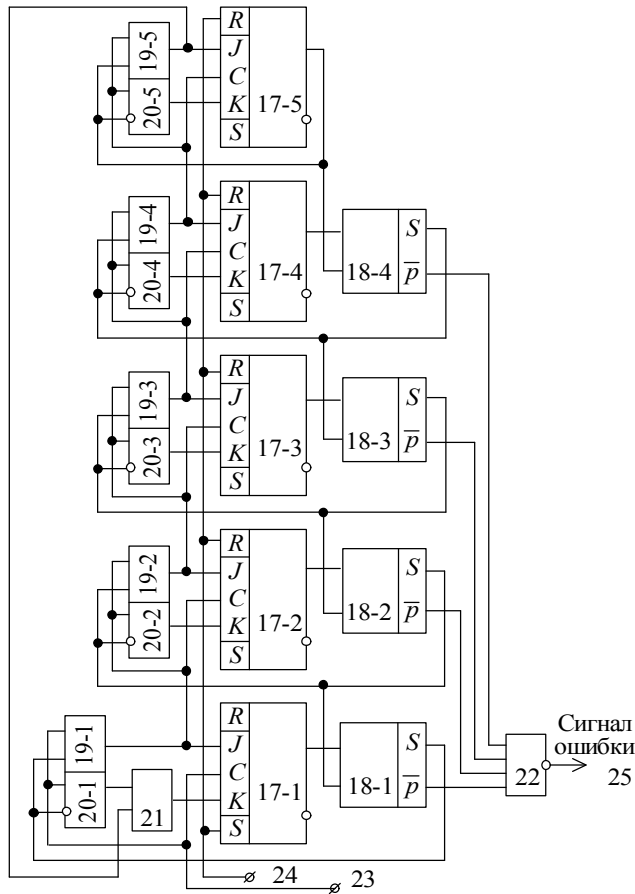 19-5
20-5
R
J
C
K
S
17-5
19-4
20-4
R
J
C
K
S
17-4
18-4
S
p̅
19-3
20-3
R
J
C
K
S
17-3
18-3
S
p̅
19-2
20-2
R
J
C
K
S
17-2
18-2
S
p̅
19-1
20-1
21
R
J
C
K
S
17-1
18-1
S
p̅
22
Сигнал
ошибки
25
24
23